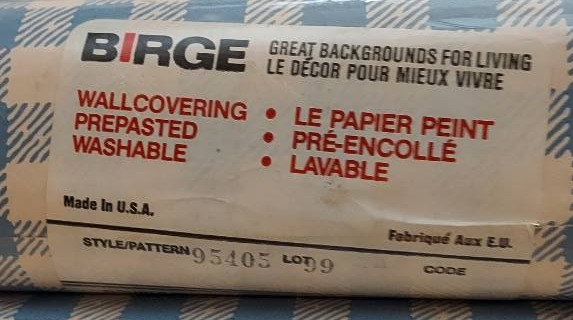 BIRGE
GREAT BACKGROUNDS FOR LIVING
LE DÉCOR POUR MIEUX VIVRE
WALLCOVERING • LE PAPIER PEINT
PREPASTED • PRÉ-ENCOLLÉ
WASHABLE • LAVABLE
Made In U.S.A.
Fabriqué Aux E.U.
STYLE/PATTERN 95405 LOT 99 CODE